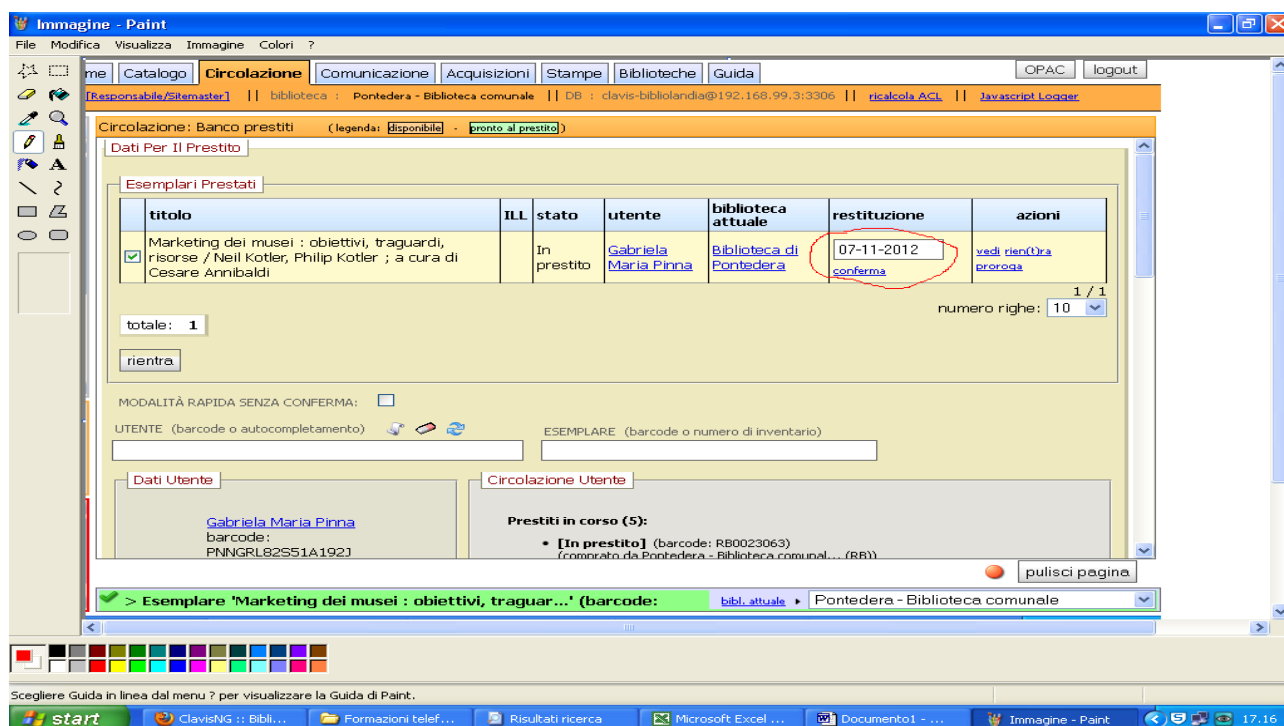 Immagine - Paint
File Modifica Visualizza Immagine Colori ?
me Catalogo Circolazione Comunicazione Acquisizioni Stampe Biblioteche Guida OPAC logout
[Responsabile/Sitemaster] || biblioteca : Pontedera - Biblioteca comunale || DB : clavis-bibliolandia@192.168.99.3:3306 || ricalcola ACL || Javascript Logger
Circolazione: Banco prestiti (legenda: disponibile - pronto al prestito)
Dati Per Il Prestito
Esemplari Prestati
titolo ILL stato utente biblioteca attuale restituzione azioni
Marketing dei musei : obiettivi, traguardi,
risorse / Neil Kotler, Philip Kotler ; a cura di
Cesare Annibaldi
In
prestito
Gabriela
Maria Pinna
Biblioteca di
Pontedera
07-11-2012
conferma
vedi rien(t)ra
proroga
1 / 1
numero righe: 10
totale: 1
rientra
MODALITÀ RAPIDA SENZA CONFERMA:
UTENTE (barcode o autocompletamento) ESEMPLARE (barcode o numero di inventario)
Dati Utente Circolazione Utente
Gabriela Maria Pinna
barcode:
PNNGRL82S51A192J
Prestiti in corso (5):
• [In prestito] (barcode: RB0023063)
(comprato da Pontedera - Biblioteca comunal... (RB))
pulisci pagina
> Esemplare 'Marketing dei musei : obiettivi, traguar...' (barcode: bibl. attuale Pontedera - Biblioteca comunale
Scegliere Guida in linea dal menu ? per visualizzare la Guida di Paint.
start ClavisNG :: Bibli... Formazioni telef... Risultati ricerca Microsoft Excel ... Documento1 - ... Immagine - Paint 17.16